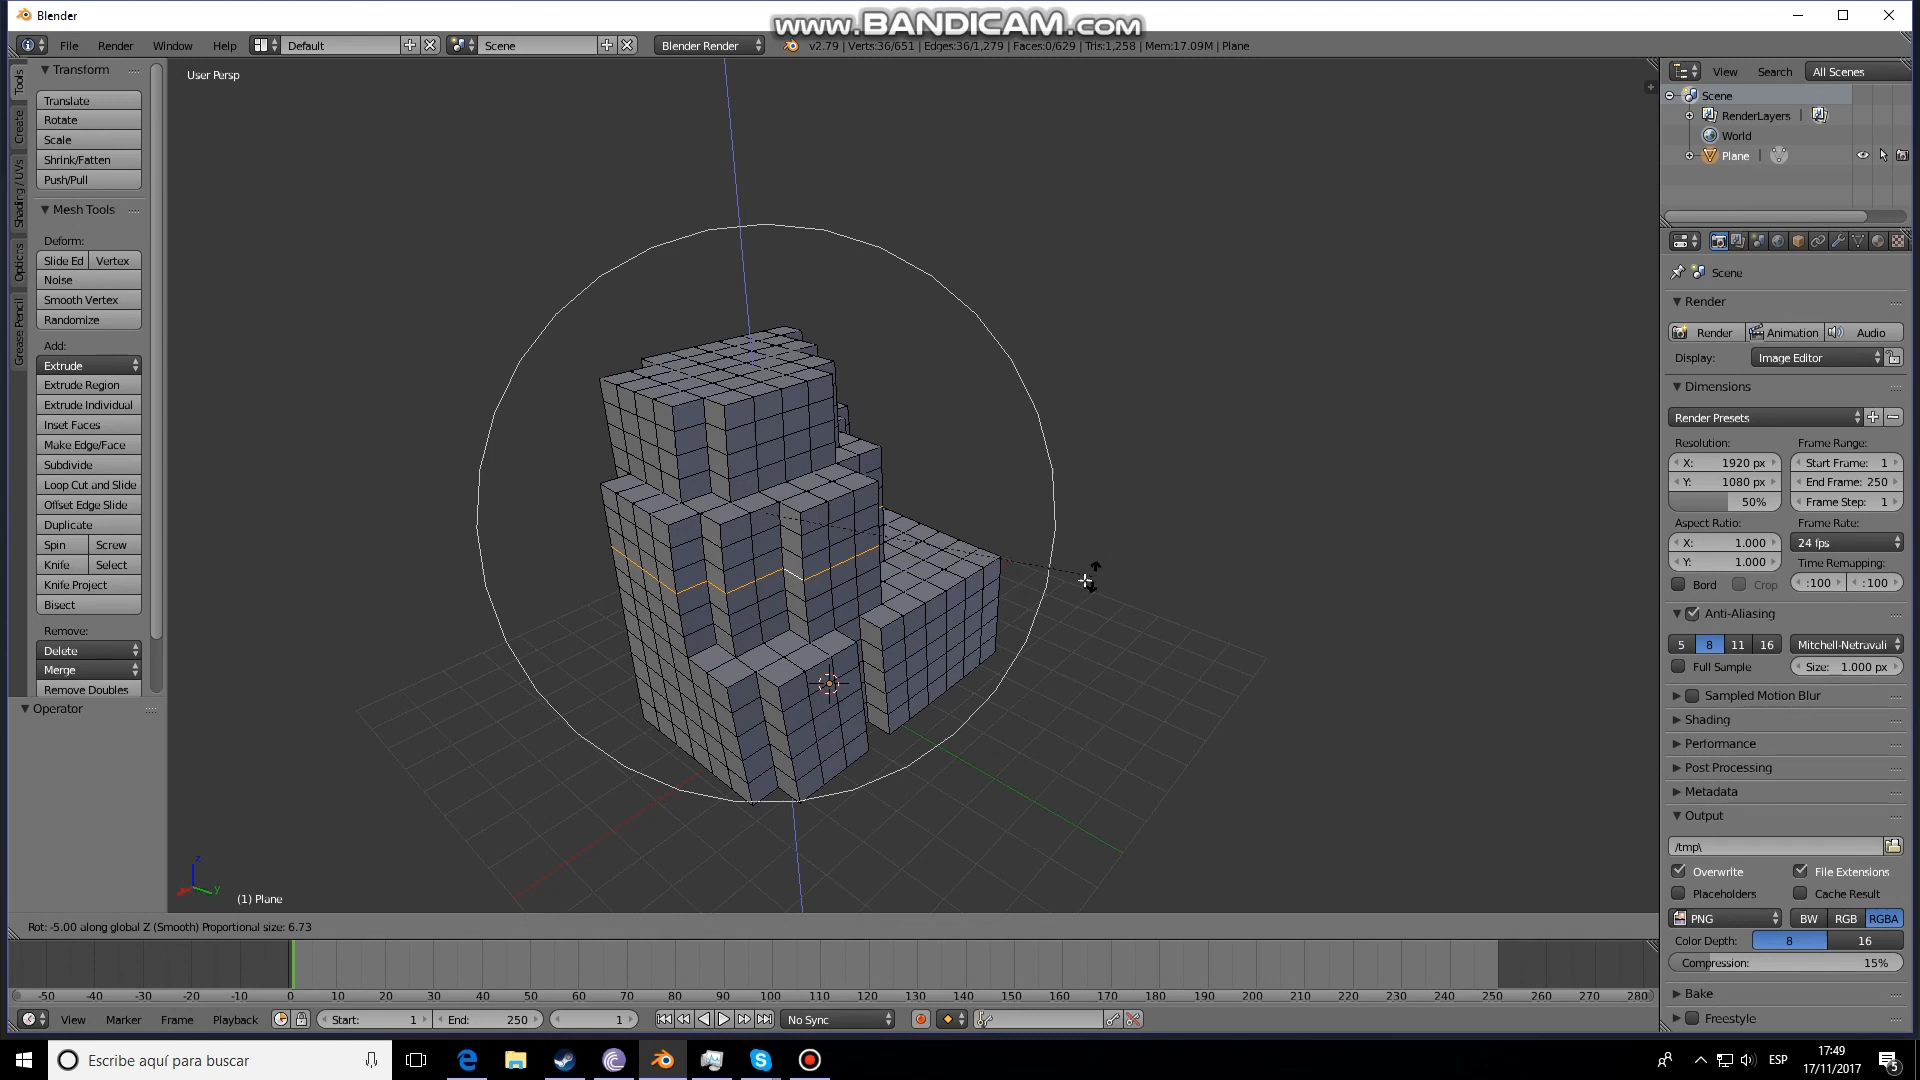 Blender
www.BANDICAM.com
File Render Window Help Default Scene Blender Render v2.79 | Verts:36/651 | Edges:36/1,279 | Faces:0/629 | Tris:1,258 | Mem:17.09M | Plane
Tools
Create
Shading / UVs
Options
Grease Pencil
Transform
Translate
Rotate
Scale
Shrink/Fatten
Push/Pull
Mesh Tools
Deform:
Slide Ed Vertex
Noise
Smooth Vertex
Randomize
Add:
Extrude
Extrude Region
Extrude Individual
Inset Faces
Make Edge/Face
Subdivide
Loop Cut and Slide
Offset Edge Slide
Duplicate
Spin Screw
Knife Select
Knife Project
Bisect
Remove:
Delete
Merge
Remove Doubles
Operator
User Persp
z
y
(1) Plane
Rot: -5.00 along global Z (Smooth) Proportional size: 6.73
View Search All Scenes
Scene
RenderLayers |
World
Plane |
Scene
Render
Render Animation Audio
Display: Image Editor
Dimensions
Render Presets
Resolution: Frame Range:
X: 1920 px Start Frame: 1
Y: 1080 px End Frame: 250
50% Frame Step: 1
Aspect Ratio: Frame Rate:
X: 1.000 24 fps
Y: 1.000 Time Remapping:
Bord Crop :100 :100
Anti-Aliasing
5 8 11 16 Mitchell-Netravali
Full Sample Size: 1.000 px
Sampled Motion Blur
Shading
Performance
Post Processing
Metadata
Output
/tmp\
Overwrite File Extensions
Placeholders Cache Result
PNG BW RGB RGBA
Color Depth: 8 16
Compression: 15%
Bake
Freestyle
-50 -40 -30 -20 -10 0 10 20 30 40 50 60 70 80 90 100 110 120 130 140 150 160 170 180 190 200 210 220 230 240 250 260 270 280
View Marker Frame Playback Start: 1 End: 250 1 No Sync
Escribe aquí para buscar
ESP
17:49
17/11/2017
5